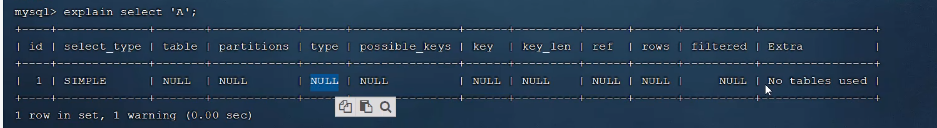 mysql> explain select 'A';
+----+-------------+-------+------------+------+---------------+------+---------+------+------+----------+----------------+
| id | select_type | table | partitions | type | possible_keys | key | key_len | ref | rows | filtered | Extra |
+----+-------------+-------+------------+------+---------------+------+---------+------+------+----------+----------------+
| 1 | SIMPLE | NULL | NULL | NULL | NULL | NULL | NULL | NULL | NULL | NULL | No tables used |
+----+-------------+-------+------------+------+---------------+------+---------+------+------+----------+----------------+
1 row in set, 1 warning (0.00 sec)